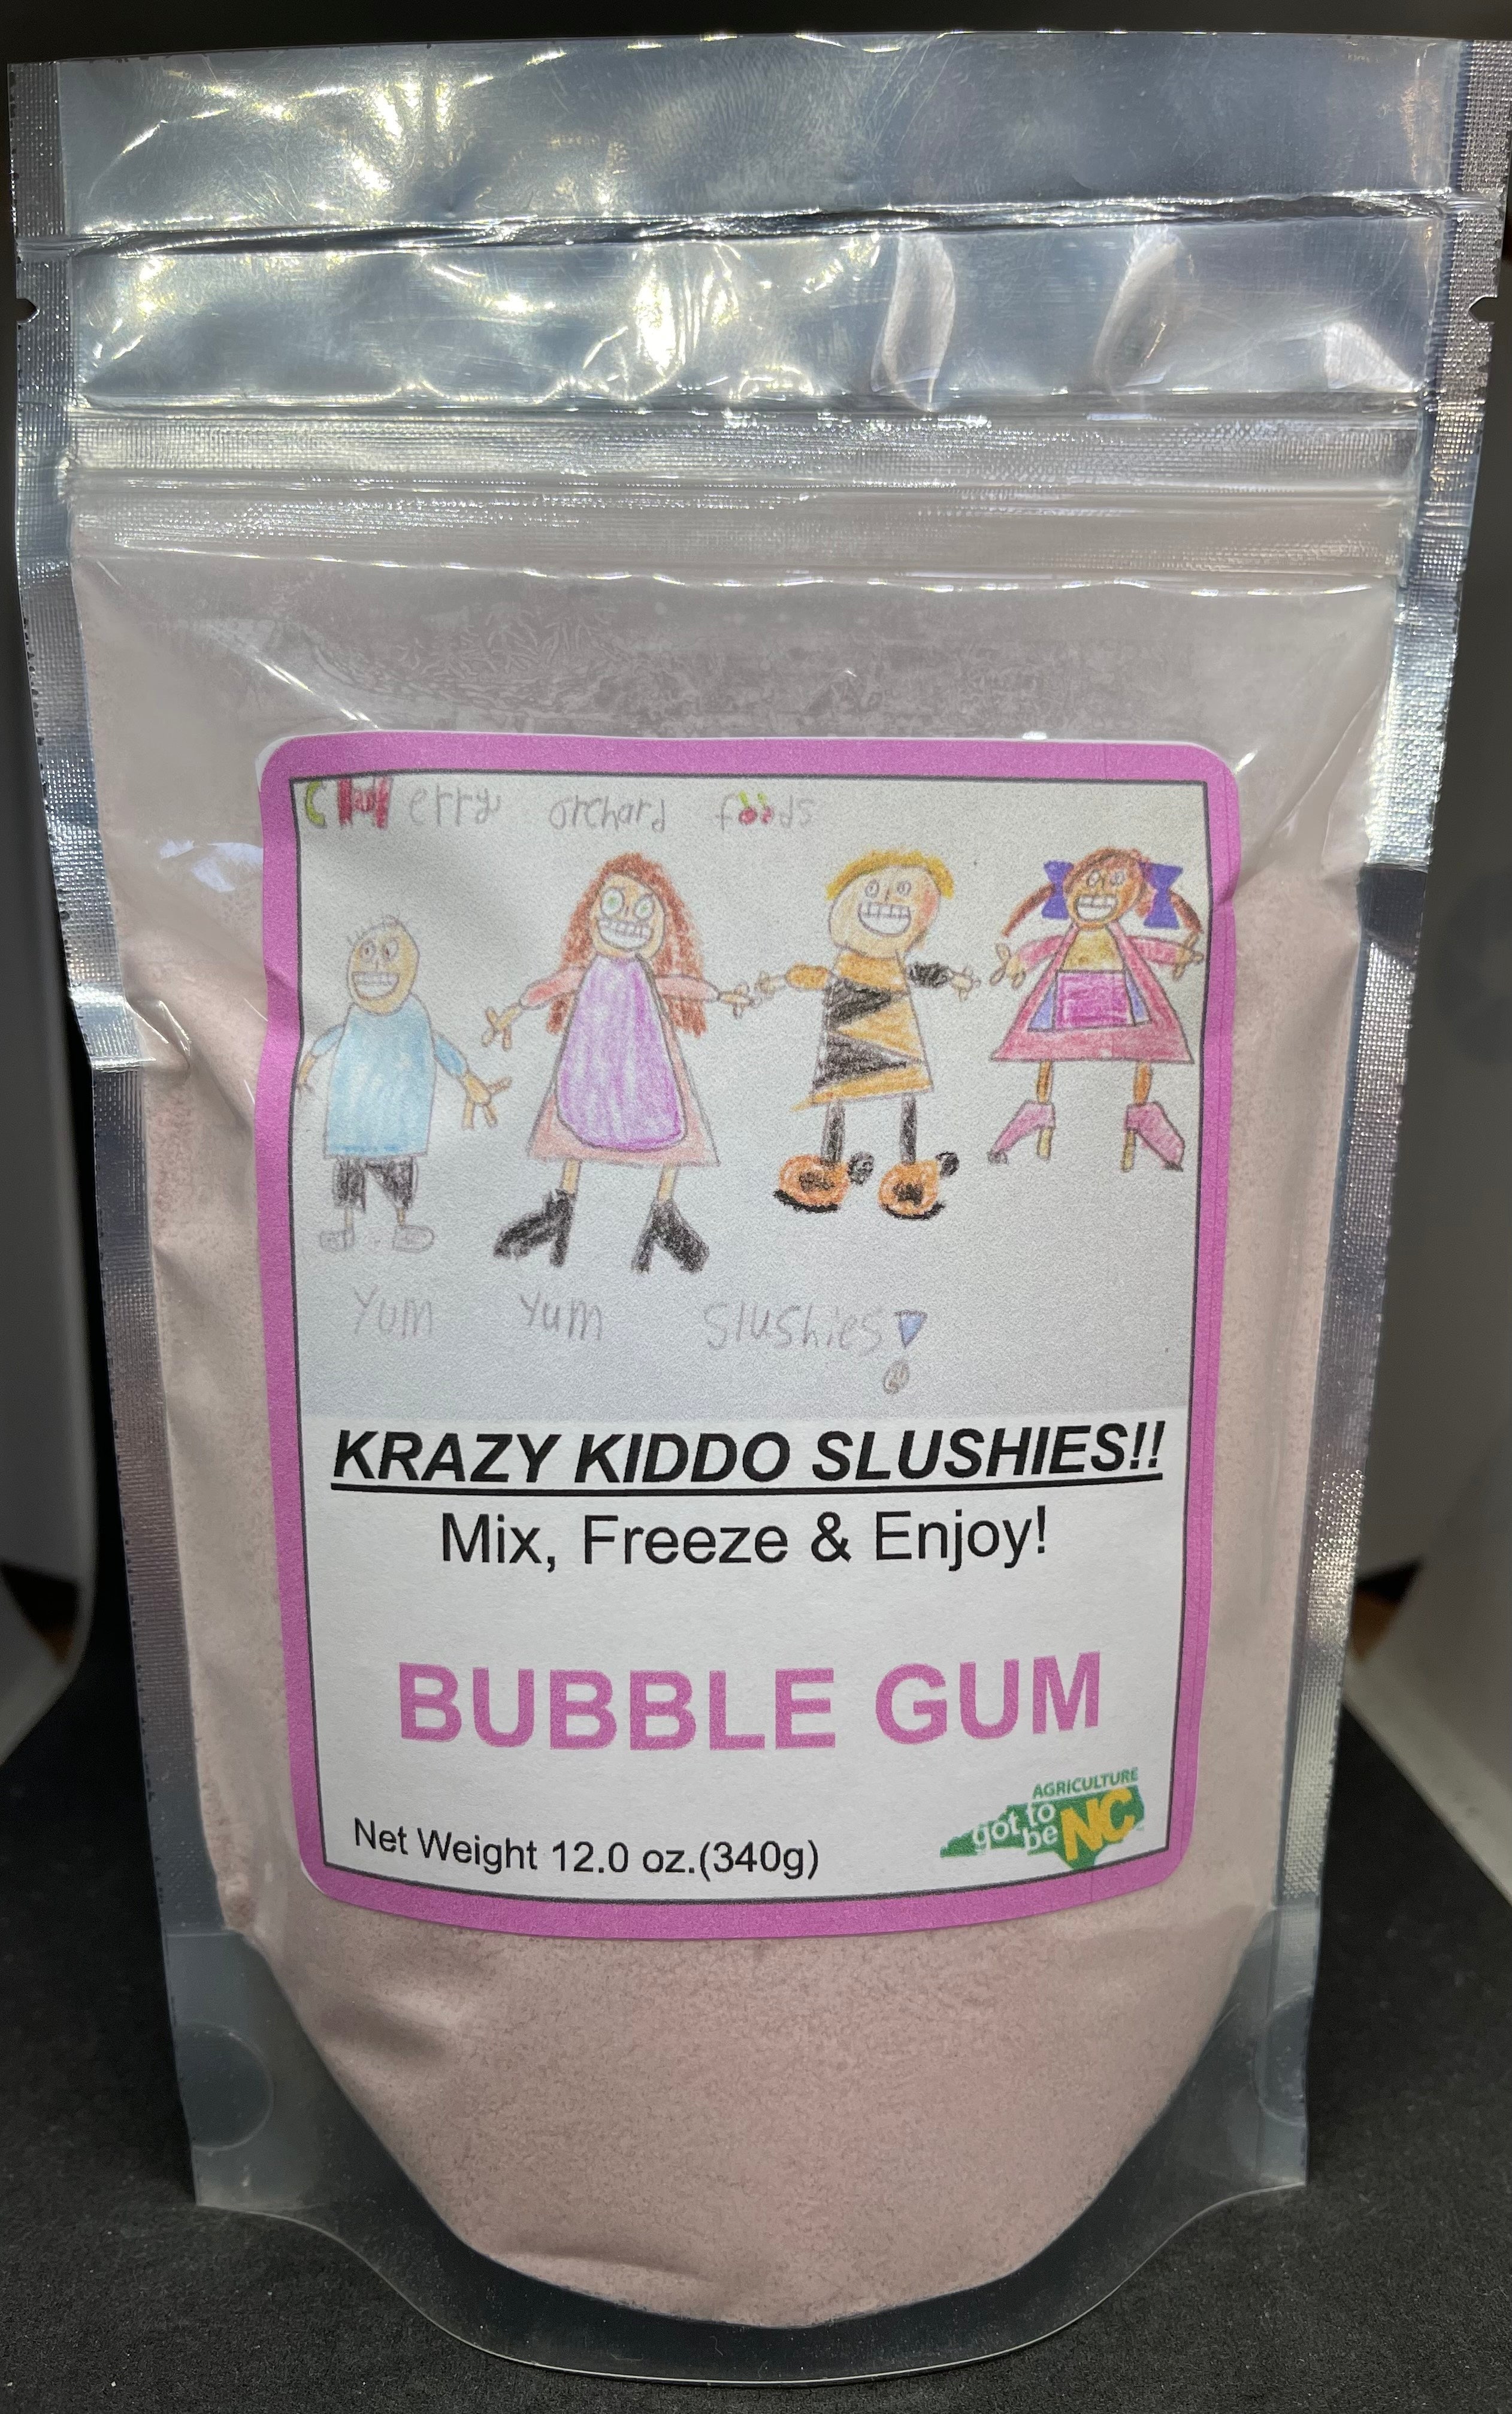 CHerry orchard foods
Yum Yum Slushies!
KRAZY KIDDO SLUSHIES!!
Mix, Freeze & Enjoy!
BUBBLE GUM
AGRICULTURE
got to be NC
Net Weight 12.0 oz.(340g)